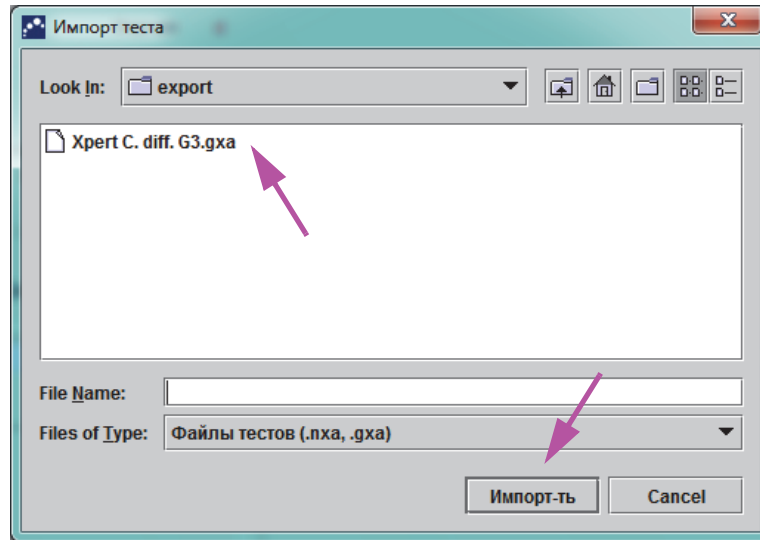 Импорт теста
Look In: export
Xpert C. diff. G3.gxa
File Name:
Files of Type: Файлы тестов (.nxa, .gxa)
Импорт-ть Cancel